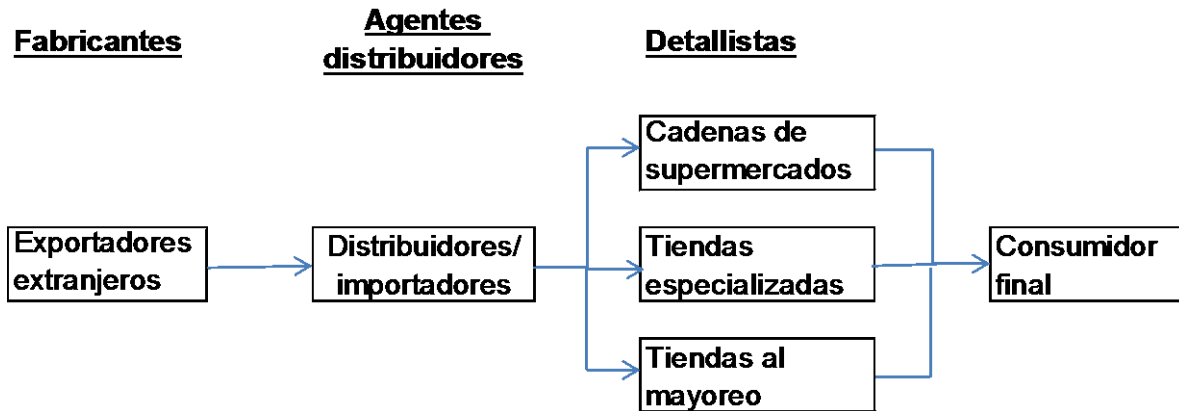 Fabricantes
Agentes
distribuidores
Detallistas
Exportadores
extranjeros
Distribuidores/
importadores
Cadenas de
supermercados
Tiendas
especializadas
Tiendas al
mayoreo
Consumidor
final